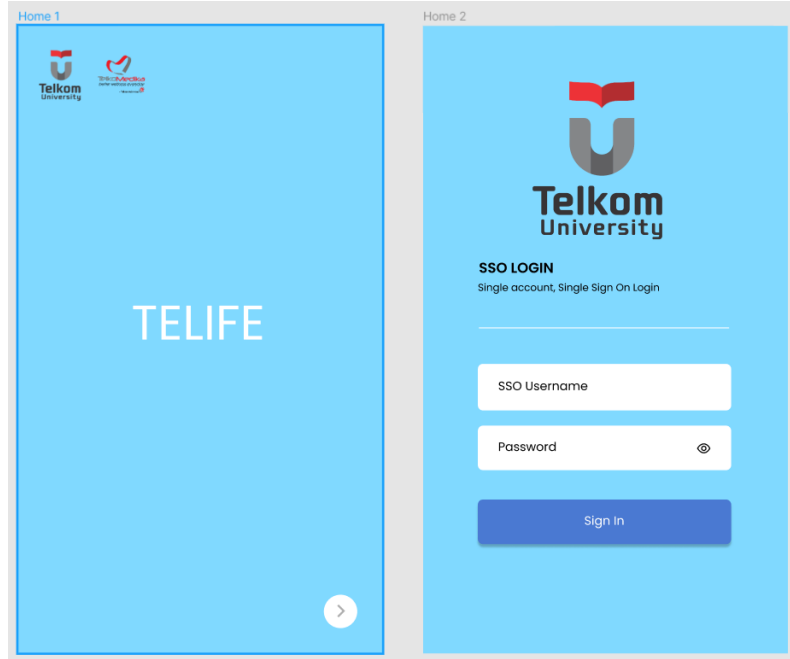 Home 1
Telkom
University
TelkoMedika
TELIFE
Home 2
Telkom
University
SSO LOGIN
Single account, Single Sign On Login
SSO Username
Password
Sign In